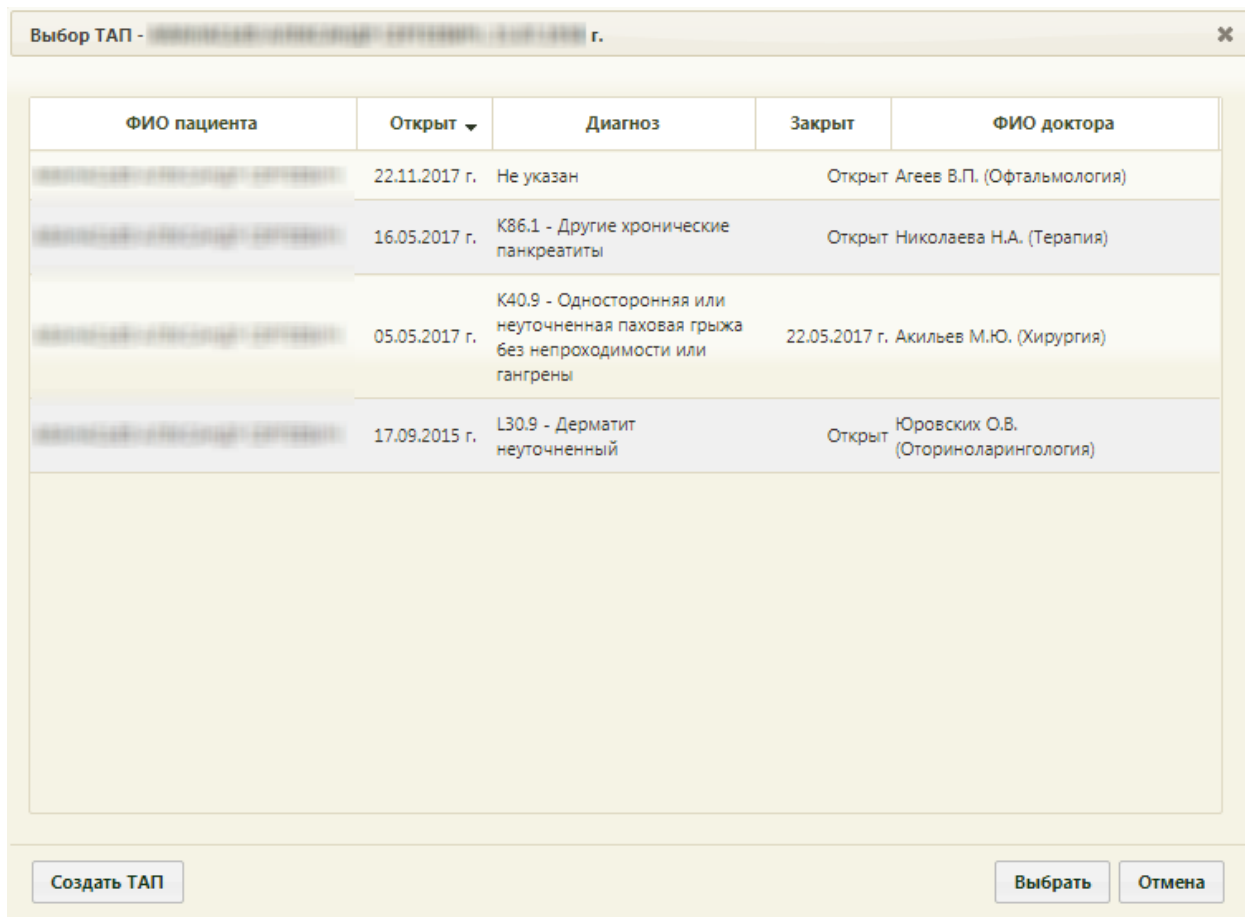 Выбор ТАП - г.
ФИО пациента Открыт Диагноз Закрыт ФИО доктора
22.11.2017 г. Не указан Открыт Агеев В.П. (Офтальмология)
16.05.2017 г. K86.1 - Другие хронические
панкреатиты Открыт Николаева Н.А. (Терапия)
05.05.2017 г. K40.9 - Односторонняя или
неуточненная паховая грыжа
без непроходимости или
гангрены 22.05.2017 г. Акильев М.Ю. (Хирургия)
17.09.2015 г. L30.9 - Дерматит
неуточненный Открыт Юровских О.В.
(Оториноларингология)
Создать ТАП Выбрать Отмена